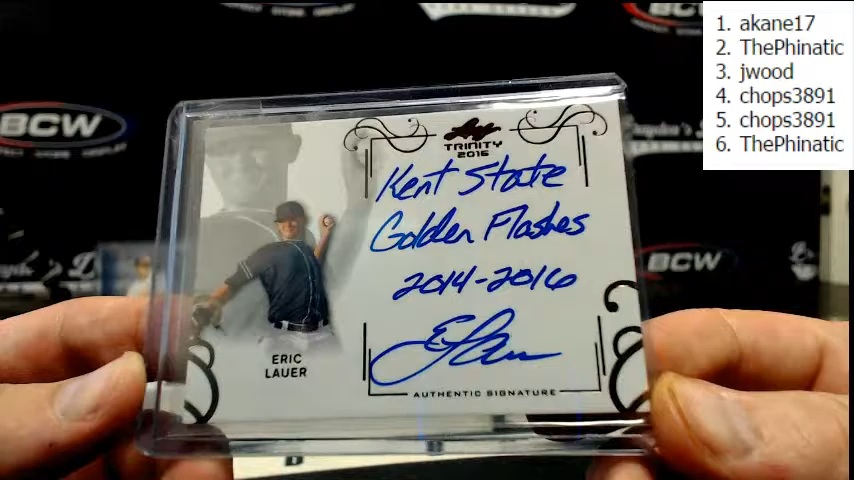 1. akane17
2. ThePhinatic
3. jwood
4. chops3891
5. chops3891
6. ThePhinatic
BCW
BCW
Leaf
TRINITY
2016
Kent State
Golden Flashes
2014-2016
ERIC
LAUER
AUTHENTIC SIGNATURE